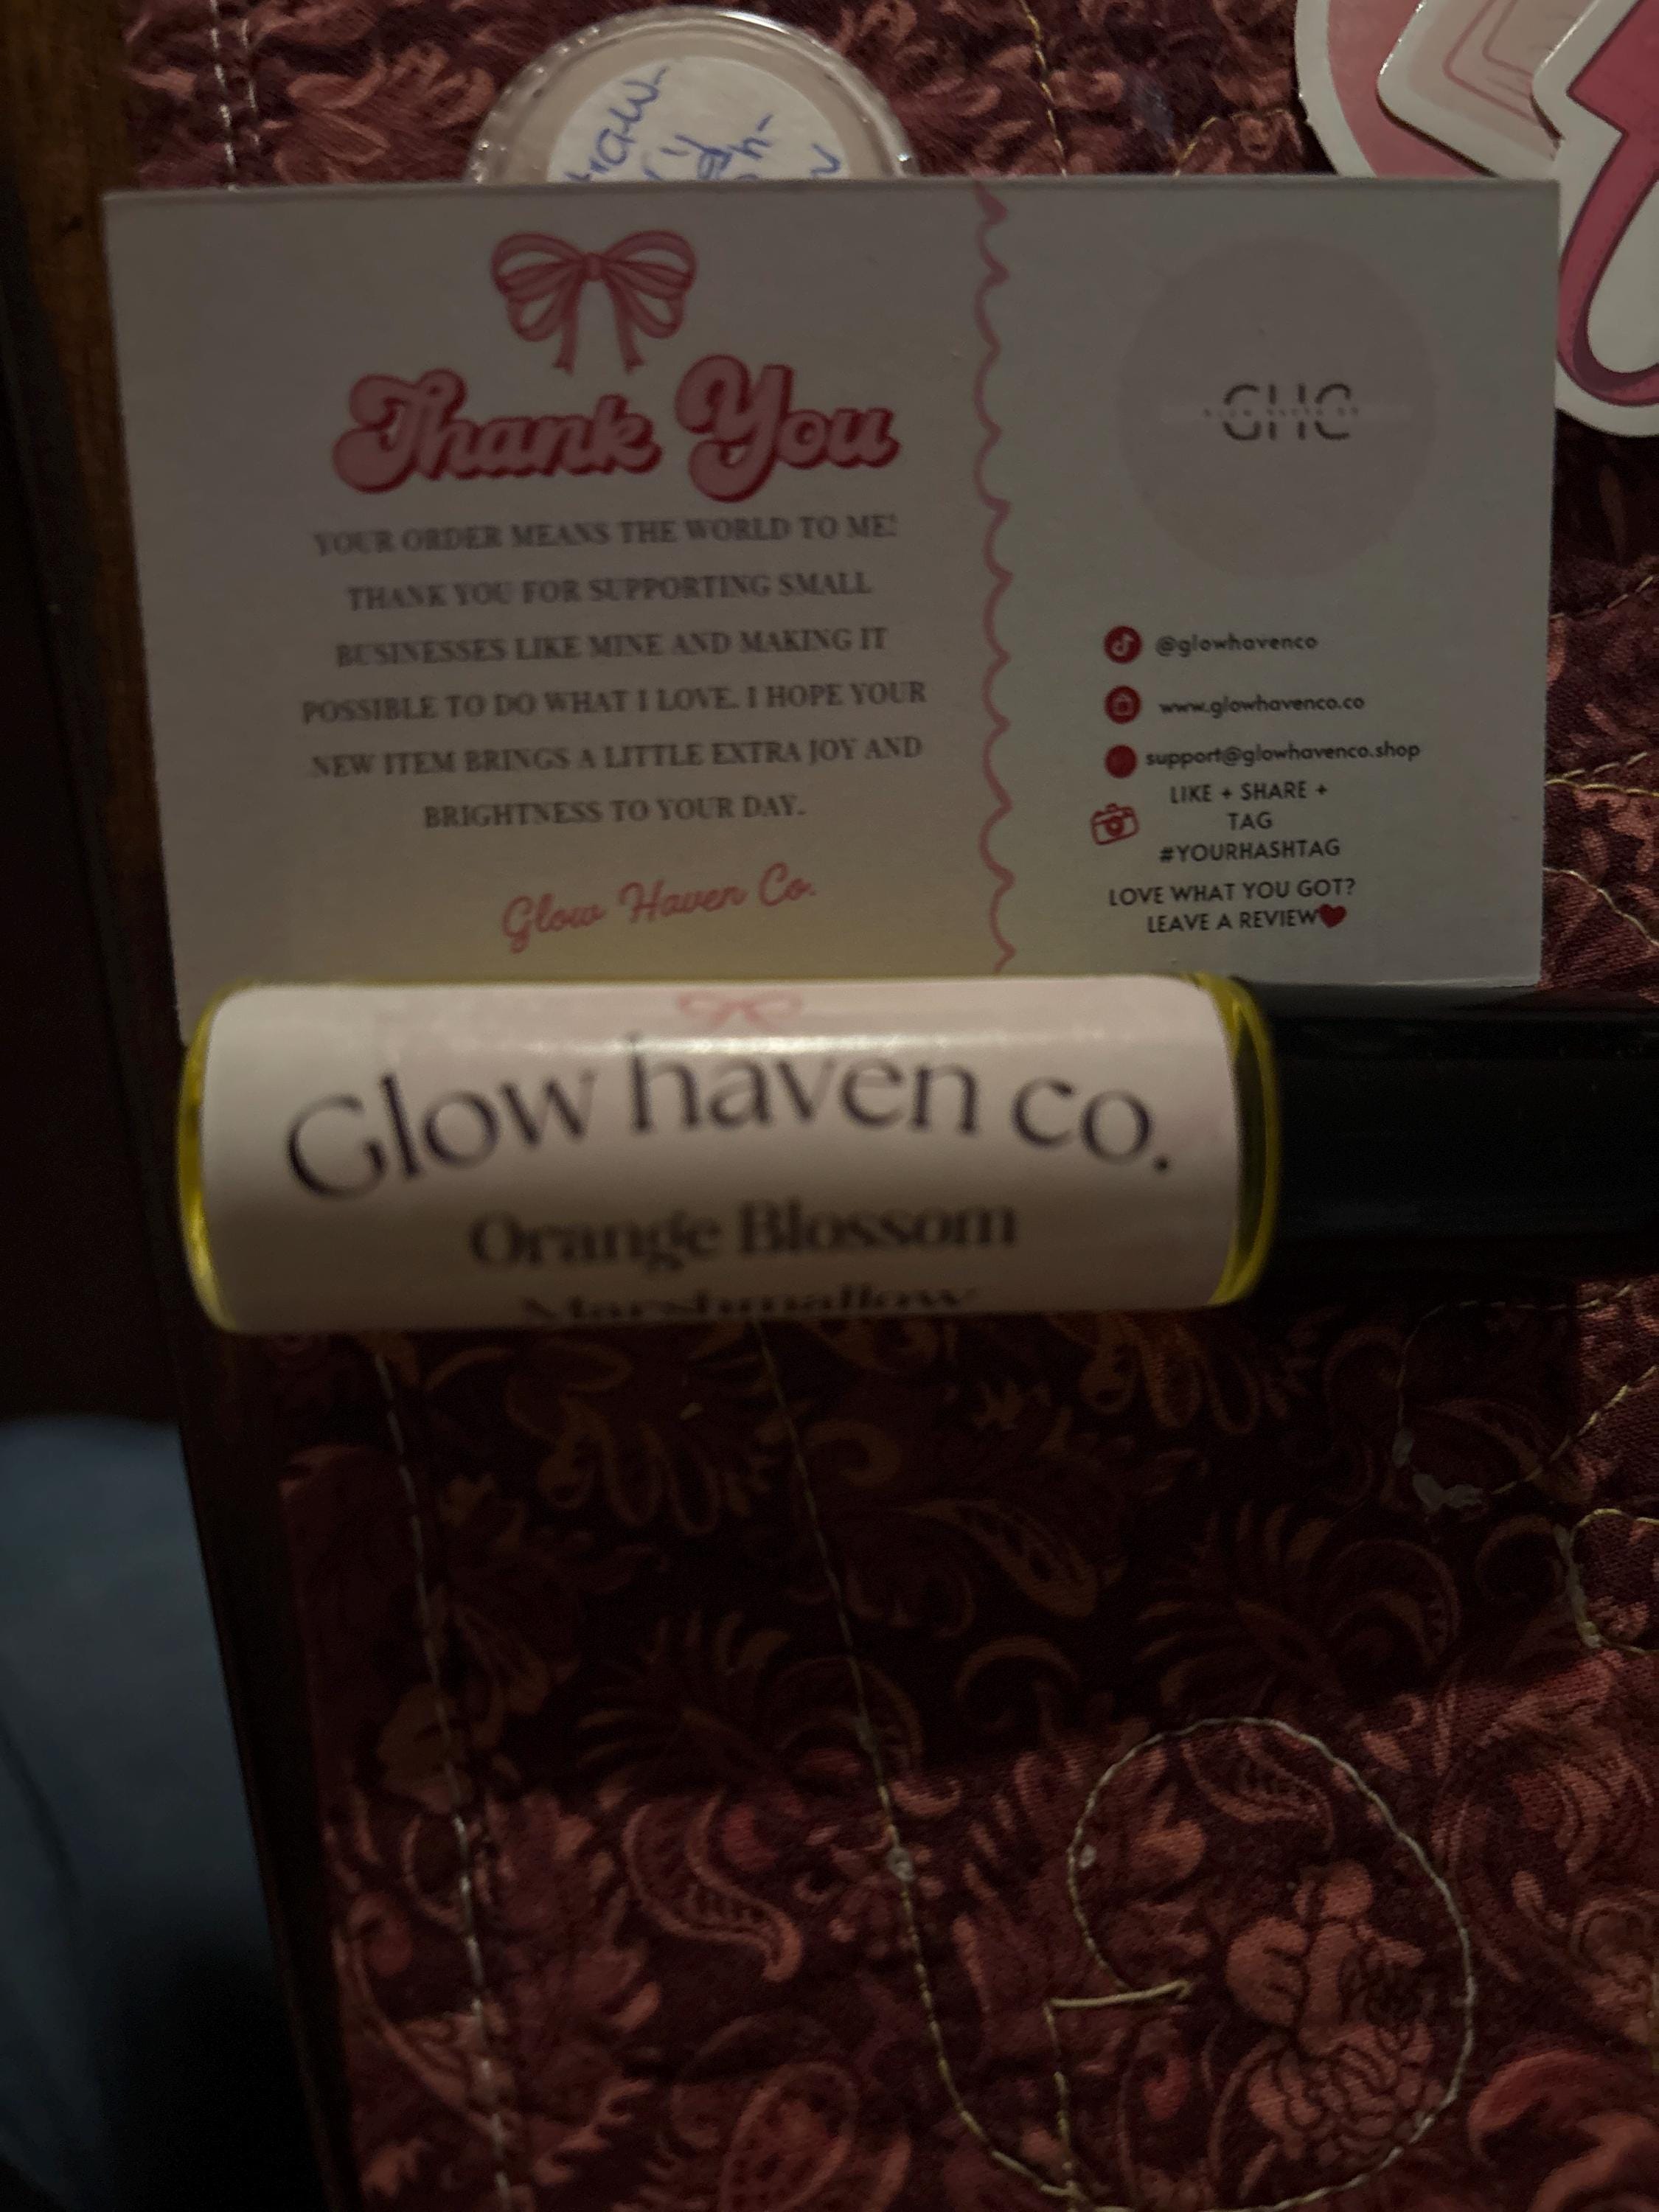 Thank You
YOUR ORDER MEANS THE WORLD TO ME!
THANK YOU FOR SUPPORTING SMALL
BUSINESSES LIKE MINE AND MAKING IT
POSSIBLE TO DO WHAT I LOVE. I HOPE YOUR
NEW ITEM BRINGS A LITTLE EXTRA JOY AND
BRIGHTNESS TO YOUR DAY.
Glow Haven Co.
GHC
@glowhavenco
www.glowhavenco.co
support@glowhavenco.shop
LIKE + SHARE +
TAG
#YOURHASHTAG
LOVE WHAT YOU GOT?
LEAVE A REVIEW
Glow haven co.
Orange Blossom
Marshmallow